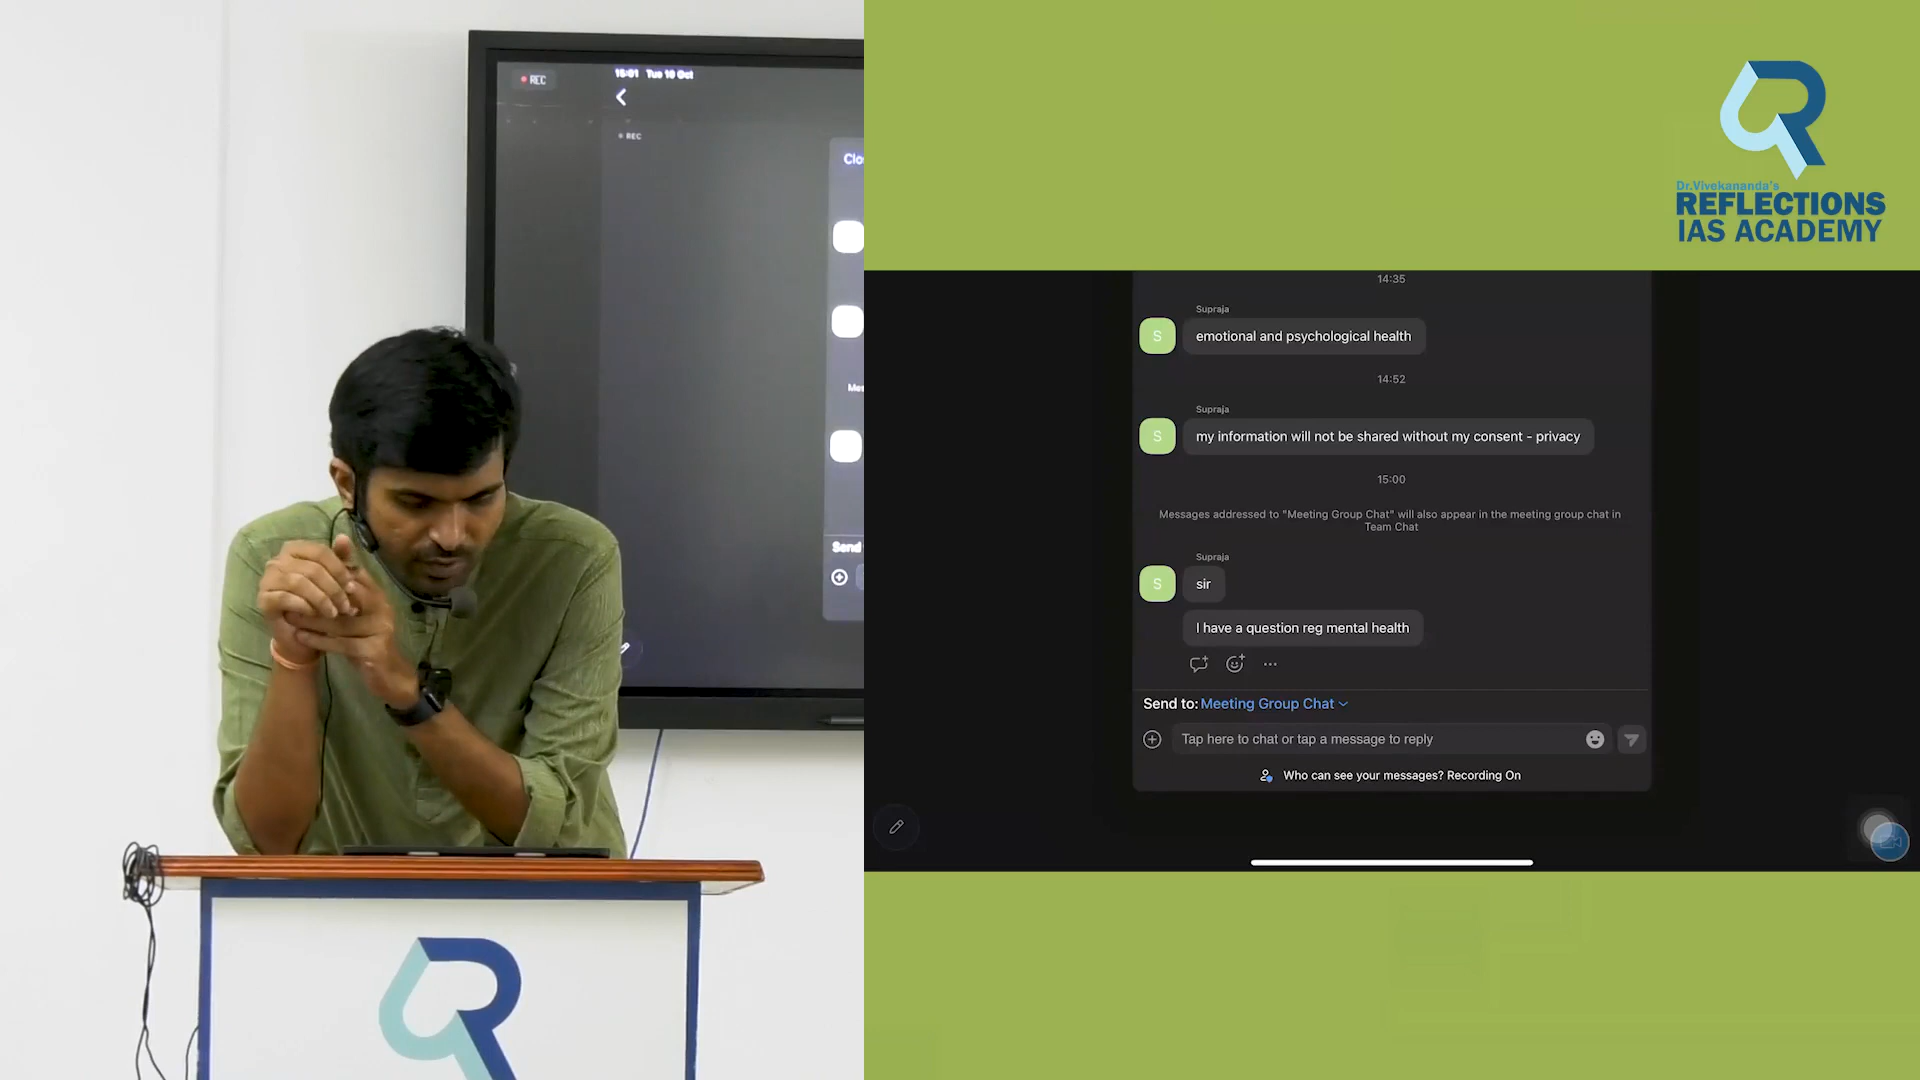 REC
15:01 Tue 10 Oct
REC
Clo
Mes
Send
Dr.Vivekananda's
REFLECTIONS
IAS ACADEMY
14:35
Supraja
S
emotional and psychological health
14:52
Supraja
S
my information will not be shared without my consent - privacy
15:00
Messages addressed to "Meeting Group Chat" will also appear in the meeting group chat in
Team Chat
Supraja
S
sir
I have a question reg mental health
Send to: Meeting Group Chat
Tap here to chat or tap a message to reply
Who can see your messages? Recording On